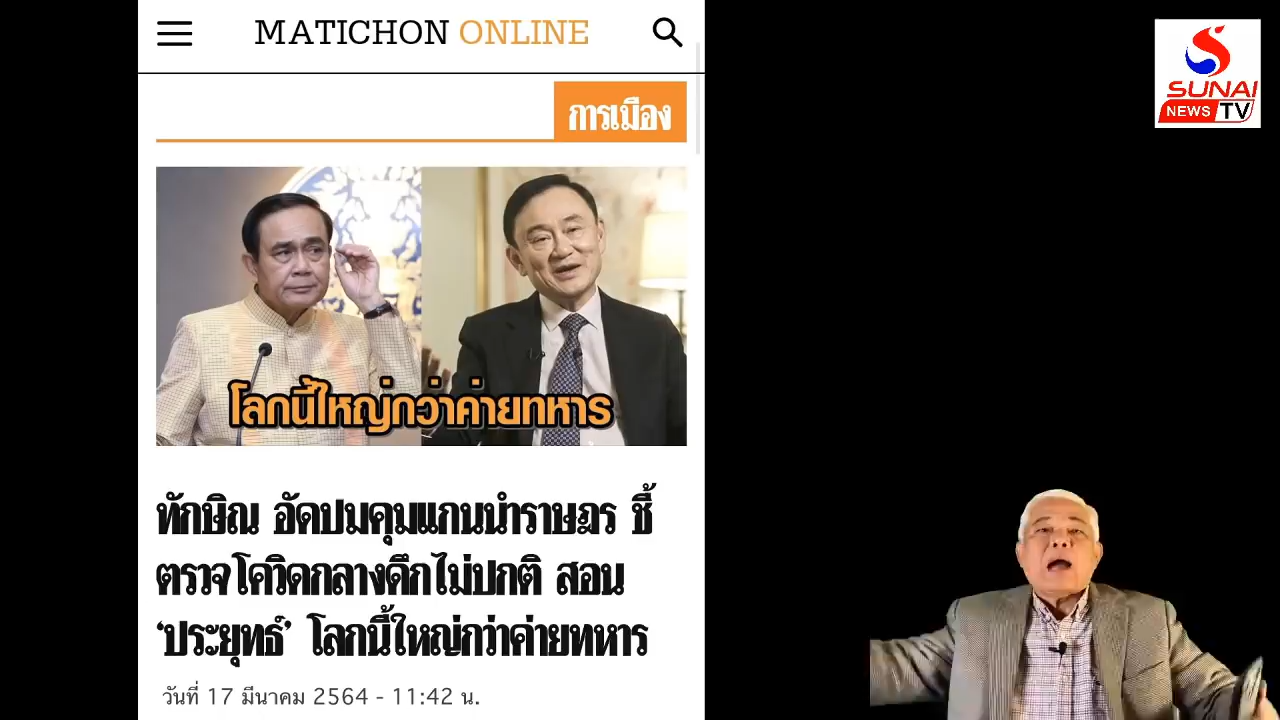 MATICHON ONLINE
การเมือง
โลกนี้ใหญ่กว่าค่ายทหาร
ทักษิณ อัดปมคุมแกนนำราษฎร ชี้
ตรวจโควิดกลางดึกไม่ปกติ สอน
‘ประยุทธ์’ โลกนี้ใหญ่กว่าค่ายทหาร
วันที่ 17 มีนาคม 2564 - 11:42 น.
SUNAI
NEWS TV